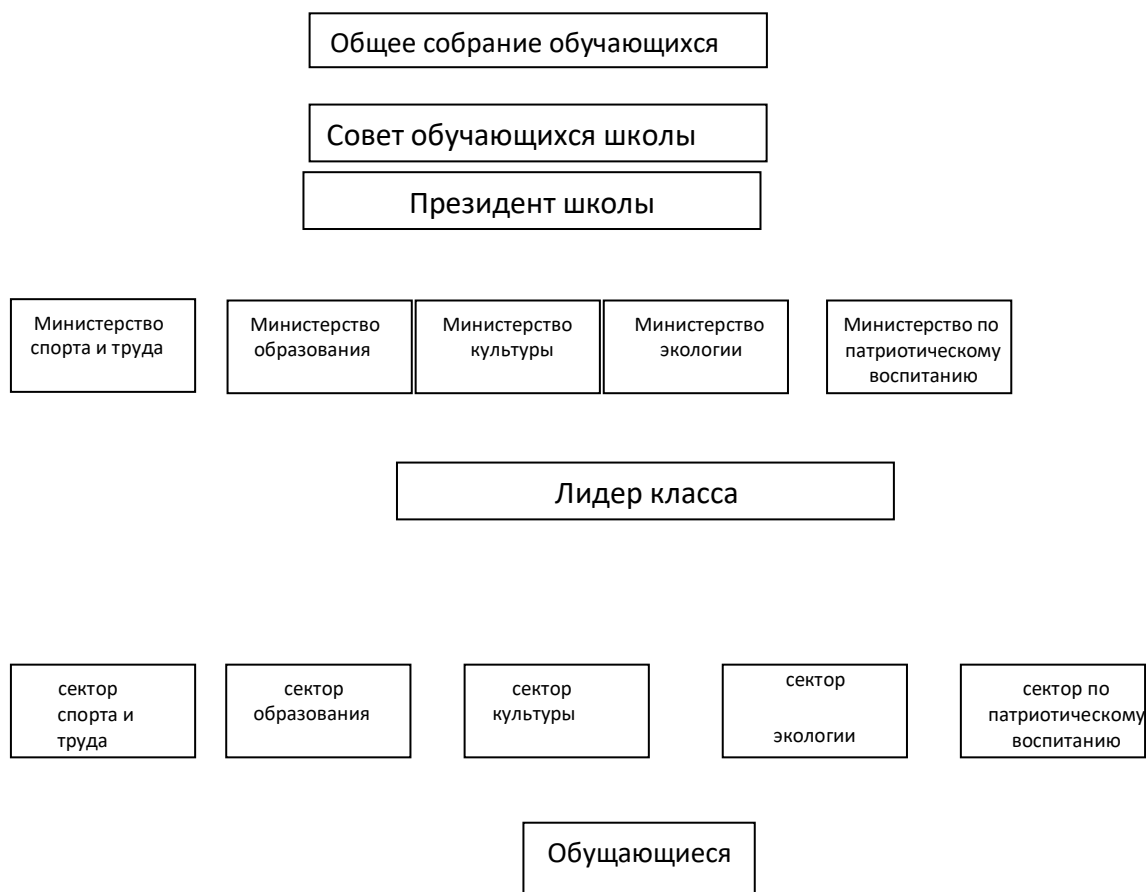 Общее собрание обучающихся
Совет обучающихся школы
Президент школы
Министерство
спорта и труда
Министерство
образования
Министерство
культуры
Министерство
экологии
Министерство по
патриотическому
воспитанию
Лидер класса
сектор
спорта и
труда
сектор
образования
сектор
культуры
сектор
экологии
сектор по
патриотическому
воспитанию
Обущающиеся